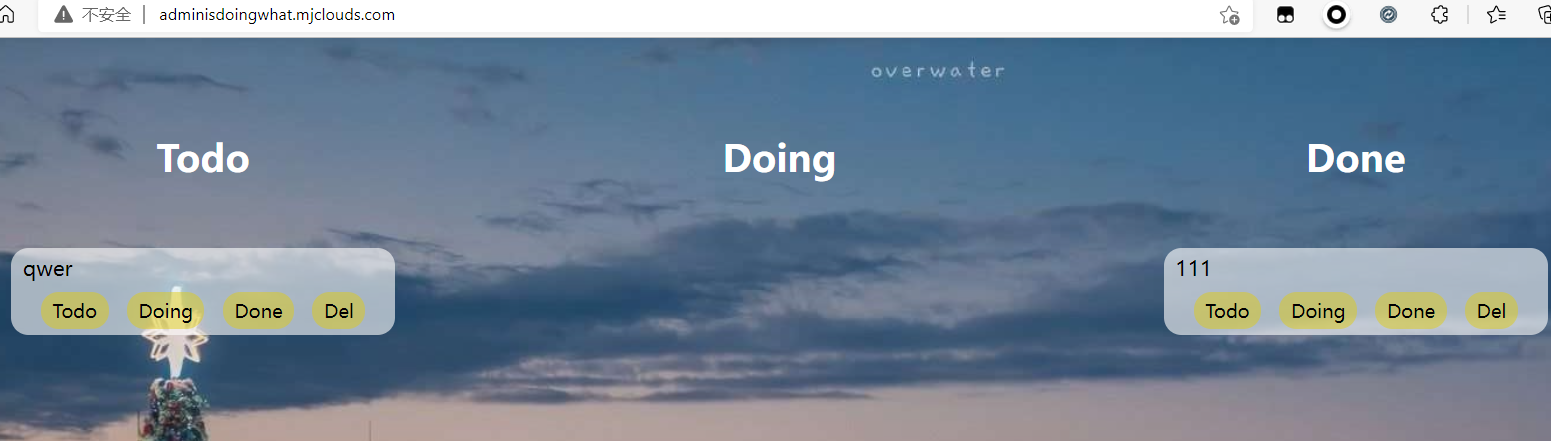 不安全 adminisdoingwhat.mjclouds.com
overwater
Todo Doing Done
qwer 111
Todo Doing Done Del Todo Doing Done Del